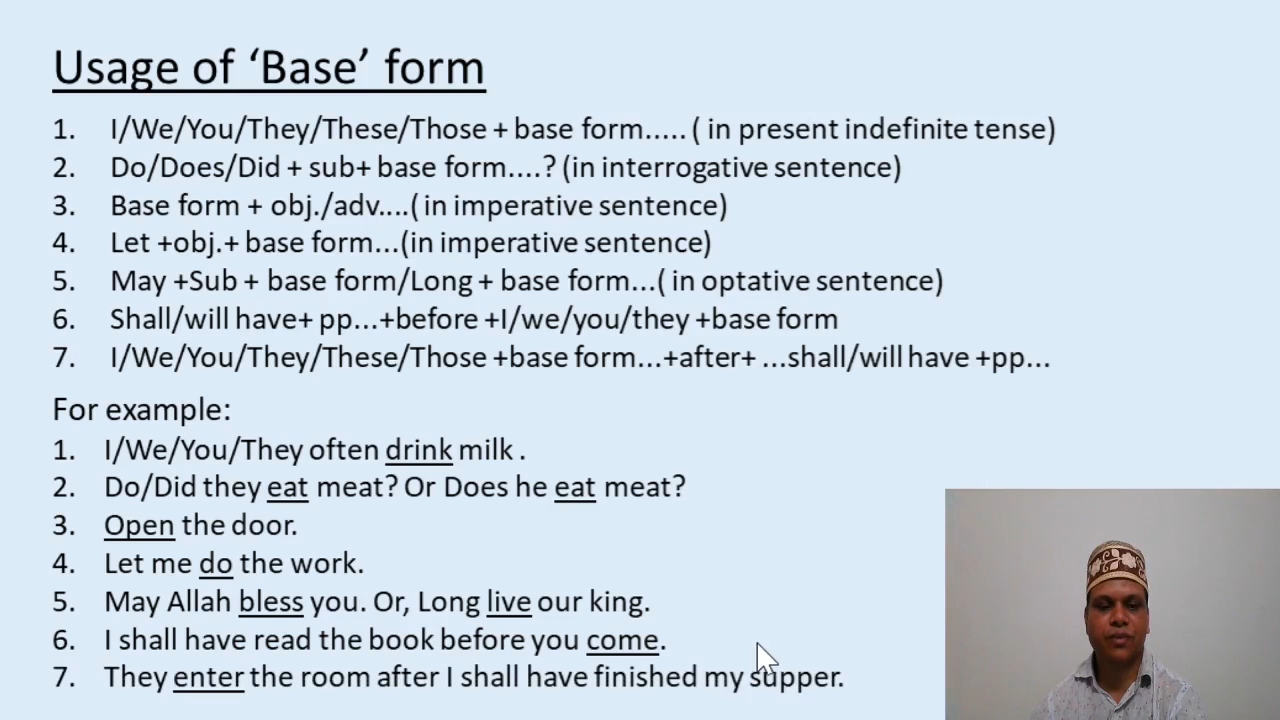 Usage of ‘Base’ form
1. I/We/You/They/These/Those + base form..... ( in present indefinite tense)
2. Do/Does/Did + sub+ base form....? (in interrogative sentence)
3. Base form + obj./adv....( in imperative sentence)
4. Let +obj.+ base form...(in imperative sentence)
5. May +Sub + base form/Long + base form...( in optative sentence)
6. Shall/will have+ pp...+before +I/we/you/they +base form
7. I/We/You/They/These/Those +base form...+after+ ...shall/will have +pp...
For example:
1. I/We/You/They often drink milk .
2. Do/Did they eat meat? Or Does he eat meat?
3. Open the door.
4. Let me do the work.
5. May Allah bless you. Or, Long live our king.
6. I shall have read the book before you come.
7. They enter the room after I shall have finished my supper.